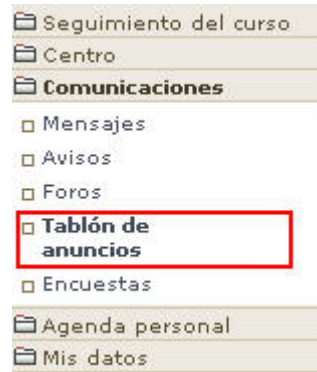 Seguimiento del curso
Centro
Comunicaciones
Mensajes
Avisos
Foros
Tablón de
anuncios
Encuestas
Agenda personal
Mis datos